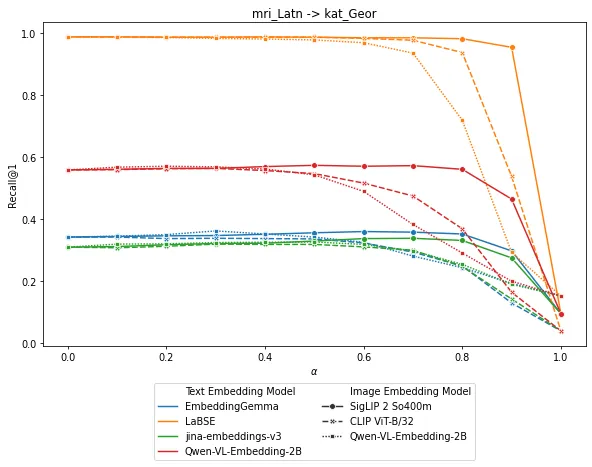 mri_Latn -> kat_Geor
Recall@1
1.0
0.8
0.6
0.4
0.2
0.0
0.0 0.2 0.4 0.6 0.8 1.0
α
Text Embedding Model
EmbeddingGemma
LaBSE
jina-embeddings-v3
Qwen-VL-Embedding-2B
Image Embedding Model
SigLIP 2 So400m
CLIP ViT-B/32
Qwen-VL-Embedding-2B